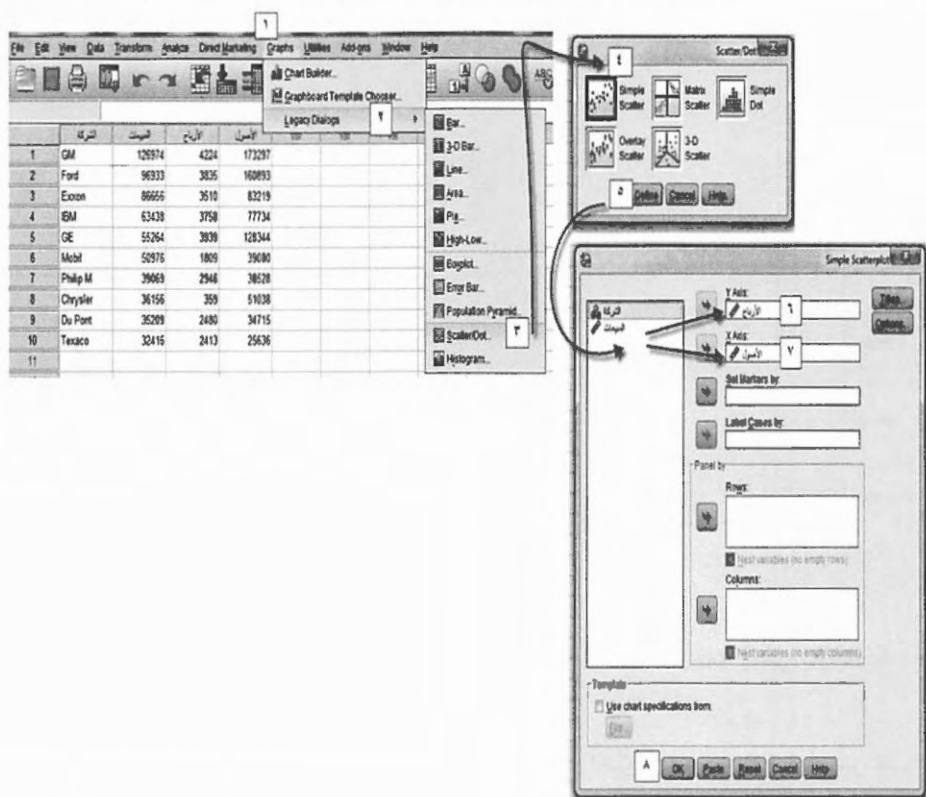 ١
File Edit View Data Transform Analyze Direct Marketing Graphs Utilities Add-ons Window Help
Chart Builder...
Graphboard Template Chooser...
Legacy Dialogs ٢
Bar...
3-D Bar...
Line...
Area...
Pie...
High-Low...
Boxplot...
Error Bar...
Population Pyramid...
Scatter/Dot... ٣
Histogram...
الشركة المبيعات الأرباح الأصول
1 GM 126974 4224 173297
2 Ford 96933 3835 160893
3 Exxon 86656 3510 83219
4 IBM 63438 3758 77734
5 GE 55264 3939 128344
6 Mobil 50976 1809 39080
7 Philip M 39069 2946 38528
8 Chrysler 36156 359 51038
9 Du Pont 35209 2480 34715
10 Texaco 32416 2413 25636
11
Scatter/Dot
٤
Simple Scatter
Matrix Scatter
Simple Dot
Overlay Scatter
3-D Scatter
٥ Define Cancel Help
Simple Scatterplot
الشركة
المبيعات
Y Axis:
الأرباح ٦
X Axis:
الأصول ٧
Set Markers by:
Label Cases by:
Titles...
Options...
Panel by
Rows:
Nest variables (no empty rows)
Columns:
Nest variables (no empty columns)
Template
Use chart specifications from:
File...
٨ OK Paste Reset Cancel Help